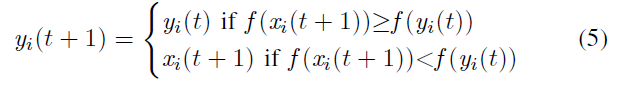 y_i(t + 1) = { y_i(t) if f(x_i(t + 1))≥f(y_i(t))
x_i(t + 1) if f(x_i(t + 1))<f(y_i(t)) (5)